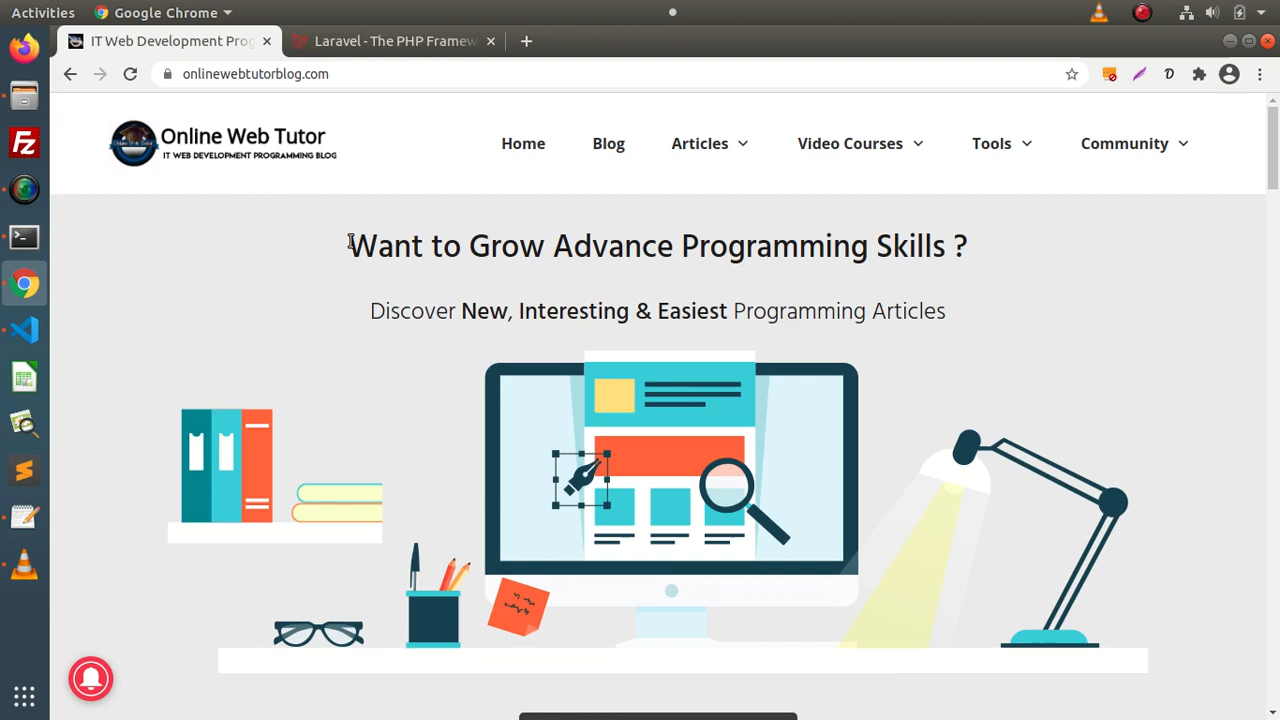 Activities
Google Chrome
IT Web Development Prog
Laravel - The PHP Framew
onlinewebtutorblog.com
Online Web Tutor
IT WEB DEVELOPMENT PROGRAMMING BLOG
Home
Blog
Articles
Video Courses
Tools
Community
Want to Grow Advance Programming Skills ?
Discover New, Interesting & Easiest Programming Articles